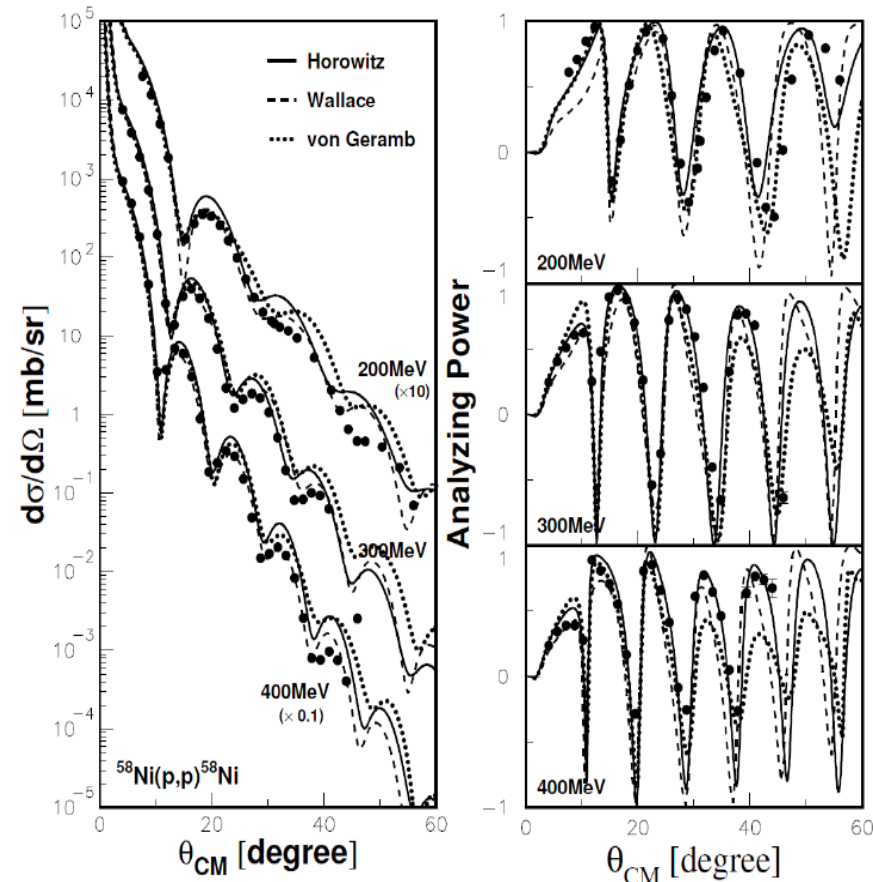 10^5
10^4
10^3
10^2
10
1
10^-1
10^-2
10^-3
10^-4
10^-5
dσ/dΩ [mb/sr]
Horowitz
Wallace
von Geramb
200MeV
(×10)
300MeV
400MeV
(× 0.1)
^58Ni(p,p)^58Ni
0 20 40 60
θ_CM [degree]
Analyzing Power
1
0
−1
200MeV
0
300MeV
−1
1
0
−1
400MeV
0 20 40 60
θ_CM [degree]